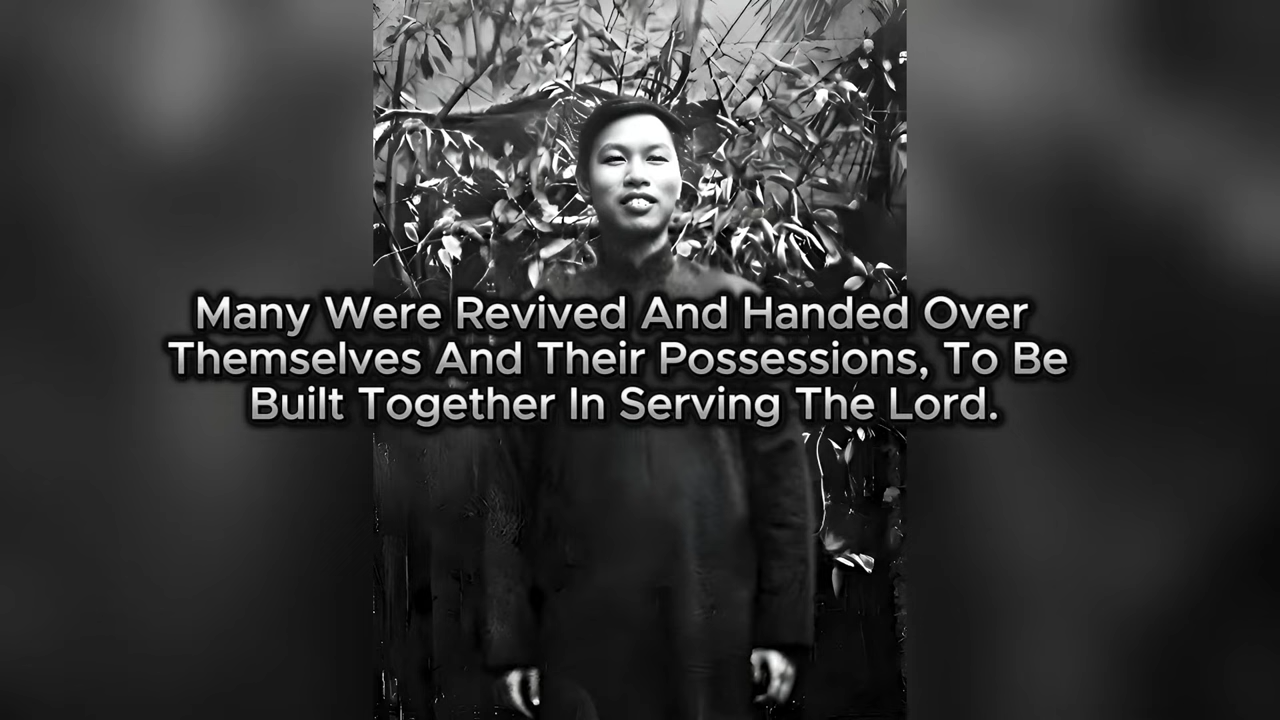 Many Were Revived And Handed Over
Themselves And Their Possessions, To Be
Built Together In Serving The Lord.